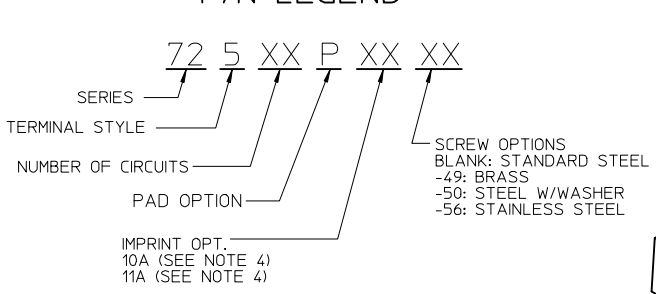 P/N LEGEND
72 5 XX P XX XX
SERIES
TERMINAL STYLE
NUMBER OF CIRCUITS
PAD OPTION
IMPRINT OPT.
10A (SEE NOTE 4)
11A (SEE NOTE 4)
SCREW OPTIONS
BLANK: STANDARD STEEL
-49: BRASS
-50: STEEL W/WASHER
-56: STAINLESS STEEL